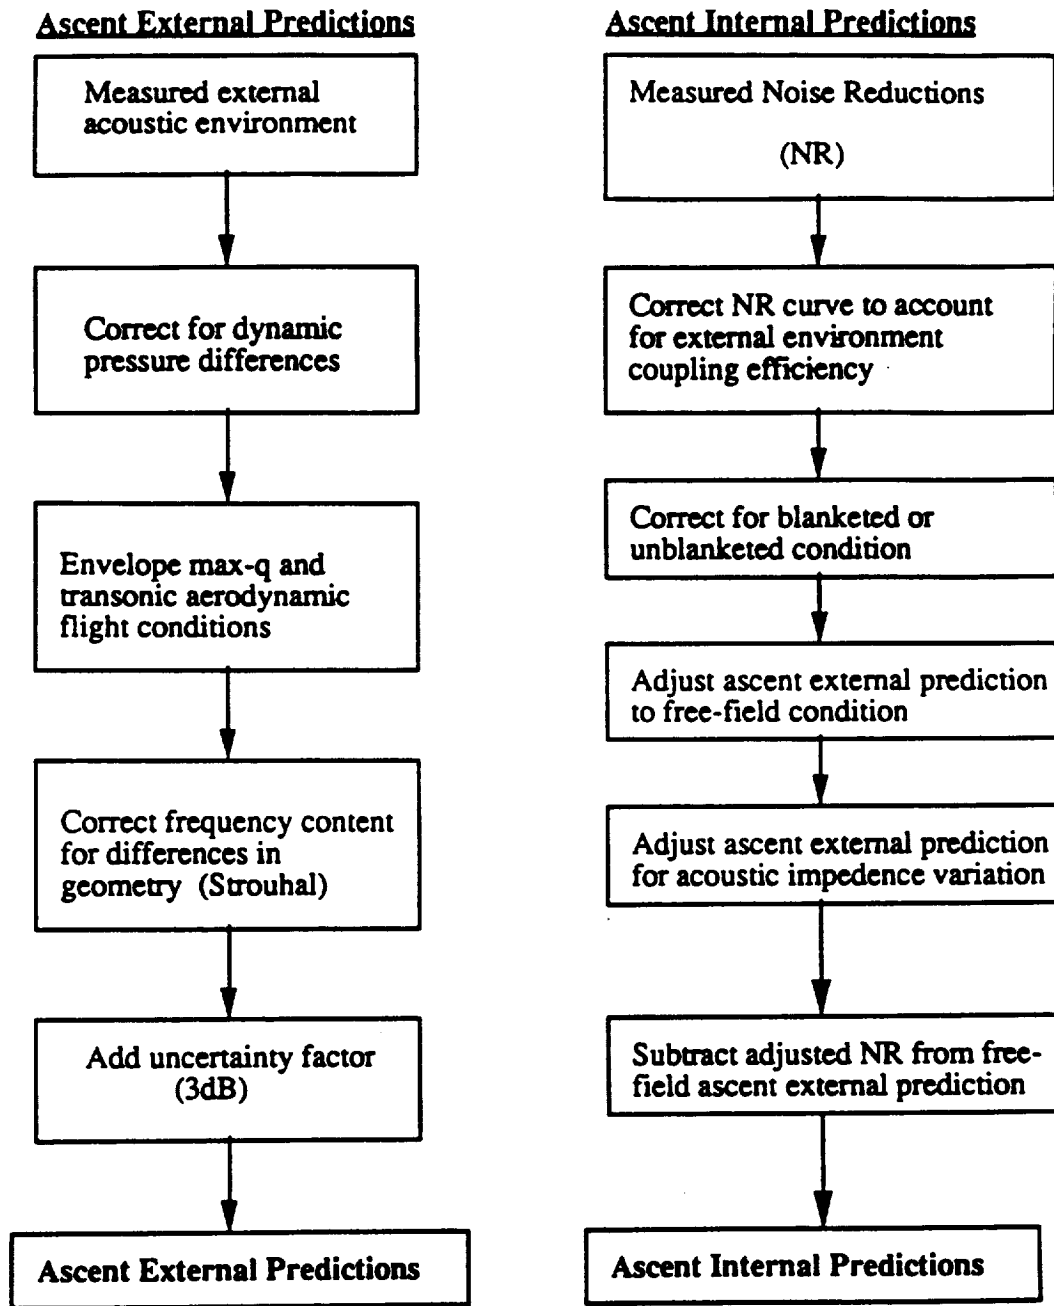 Ascent External Predictions
Measured external
acoustic environment
Correct for dynamic
pressure differences
Envelope max-q and
transonic aerodynamic
flight conditions
Correct frequency content
for differences in
geometry (Strouhal)
Add uncertainty factor
(3dB)
Ascent External Predictions
Ascent Internal Predictions
Measured Noise Reductions
(NR)
Correct NR curve to account
for external environment
coupling efficiency
Correct for blanketed or
unblanketed condition
Adjust ascent external prediction
to free-field condition
Adjust ascent external prediction
for acoustic impedence variation
Subtract adjusted NR from free-
field ascent external prediction
Ascent Internal Predictions